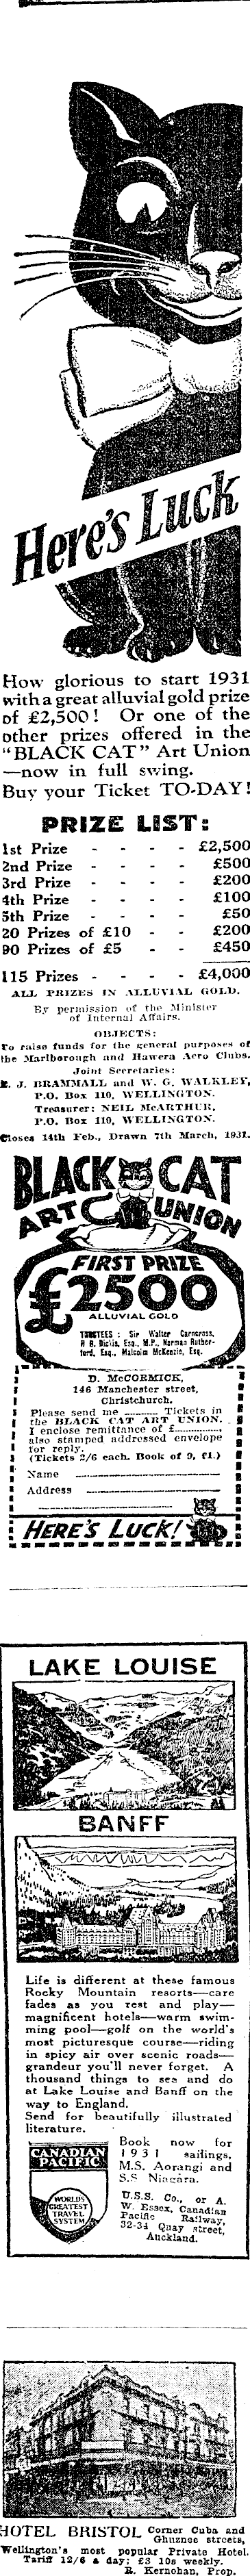 Here's Luck
How glorious to start 1931
with a great alluvial gold prize
of £2,500! Or one of the
other prizes offered in the
"BLACK CAT" Art Union
—now in full swing.
Buy your Ticket TO-DAY!
PRIZE LIST:
1st Prize - - - - £2,500
2nd Prize - - - - £500
3rd Prize - - - - £200
4th Prize - - - - £100
5th Prize - - - - £50
20 Prizes of £10 - - £200
90 Prizes of £5 - - £450
115 Prizes - - - - £4,000
ALL PRIZES IN ALLUVIAL GOLD.
By permission of the Minister
of Internal Affairs.
OBJECTS:
To raise funds for the general purposes of
the Marlborough and Hawera Aero Clubs.
Joint Secretaries:
E. J. BRAMMALL and W. G. WALKLEY,
P.O. Box 110, WELLINGTON.
Treasurer: NEIL McARTHUR,
P.O. Box 110, WELLINGTON.
Closes 14th Feb., Drawn 7th March, 1931.
BLACK CAT
ART UNION
FIRST PRIZE
£2500
ALLUVIAL GOLD
TRUSTEES: Sir Walter Carncross,
Esq., M.P., Norman Ruther-
ford, Esq., Malcolm McKenzie, Esq.
D. McCORMICK,
146 Manchester street,
Christchurch.
Please send me ............ Tickets in
the BLACK CAT ART UNION.
I enclose remittance of £............,
also stamped addressed envelope
for reply.
(Tickets 2/6 each. Book of 9, £1.)
Name ............
Address ............
HERE'S LUCK!
LAKE LOUISE
BANFF
Life is different at these famous
Rocky Mountain resorts—care
fades as you rest and play—
magnificent hotels—warm swim-
ming pool—golf on the world's
most picturesque course—riding
in spicy air over scenic roads—
grandeur you'll never forget. A
thousand things to see and do
at Lake Louise and Banff on the
way to England.
Send for beautifully illustrated
literature.
CANADIAN
PACIFIC
WORLD'S
GREATEST
TRAVEL
SYSTEM
Book now for
1931 sailings,
M.S. Aorangi and
S.S. Niagara.
U.S.S. Co., or A.
W. Essex, Canadian
Pacific Railway,
32-34 Quay street,
Auckland.
HOTEL BRISTOL Corner Cuba and
Ghuznee streets,
Wellington's most popular Private Hotel
Tariff 12/6 a day; £3 10s weekly.
R. Kernohan, Prop.